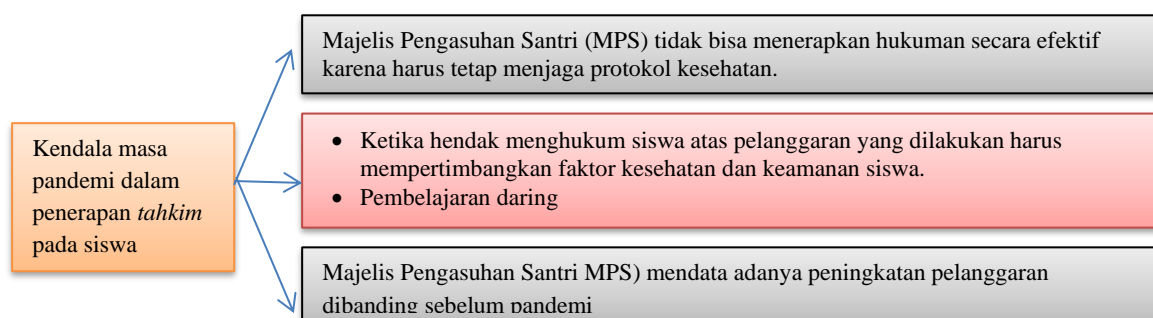 Majelis Pengasuhan Santri (MPS) tidak bisa menerapkan hukuman secara efektif
karena harus tetap menjaga protokol kesehatan.
Kendala masa
pandemi dalam
penerapan tahkim
pada siswa
• Ketika hendak menghukum siswa atas pelanggaran yang dilakukan harus
mempertimbangkan faktor kesehatan dan keamanan siswa.
• Pembelajaran daring
Majelis Pengasuhan Santri MPS) mendata adanya peningkatan pelanggaran
dibanding sebelum pandemi